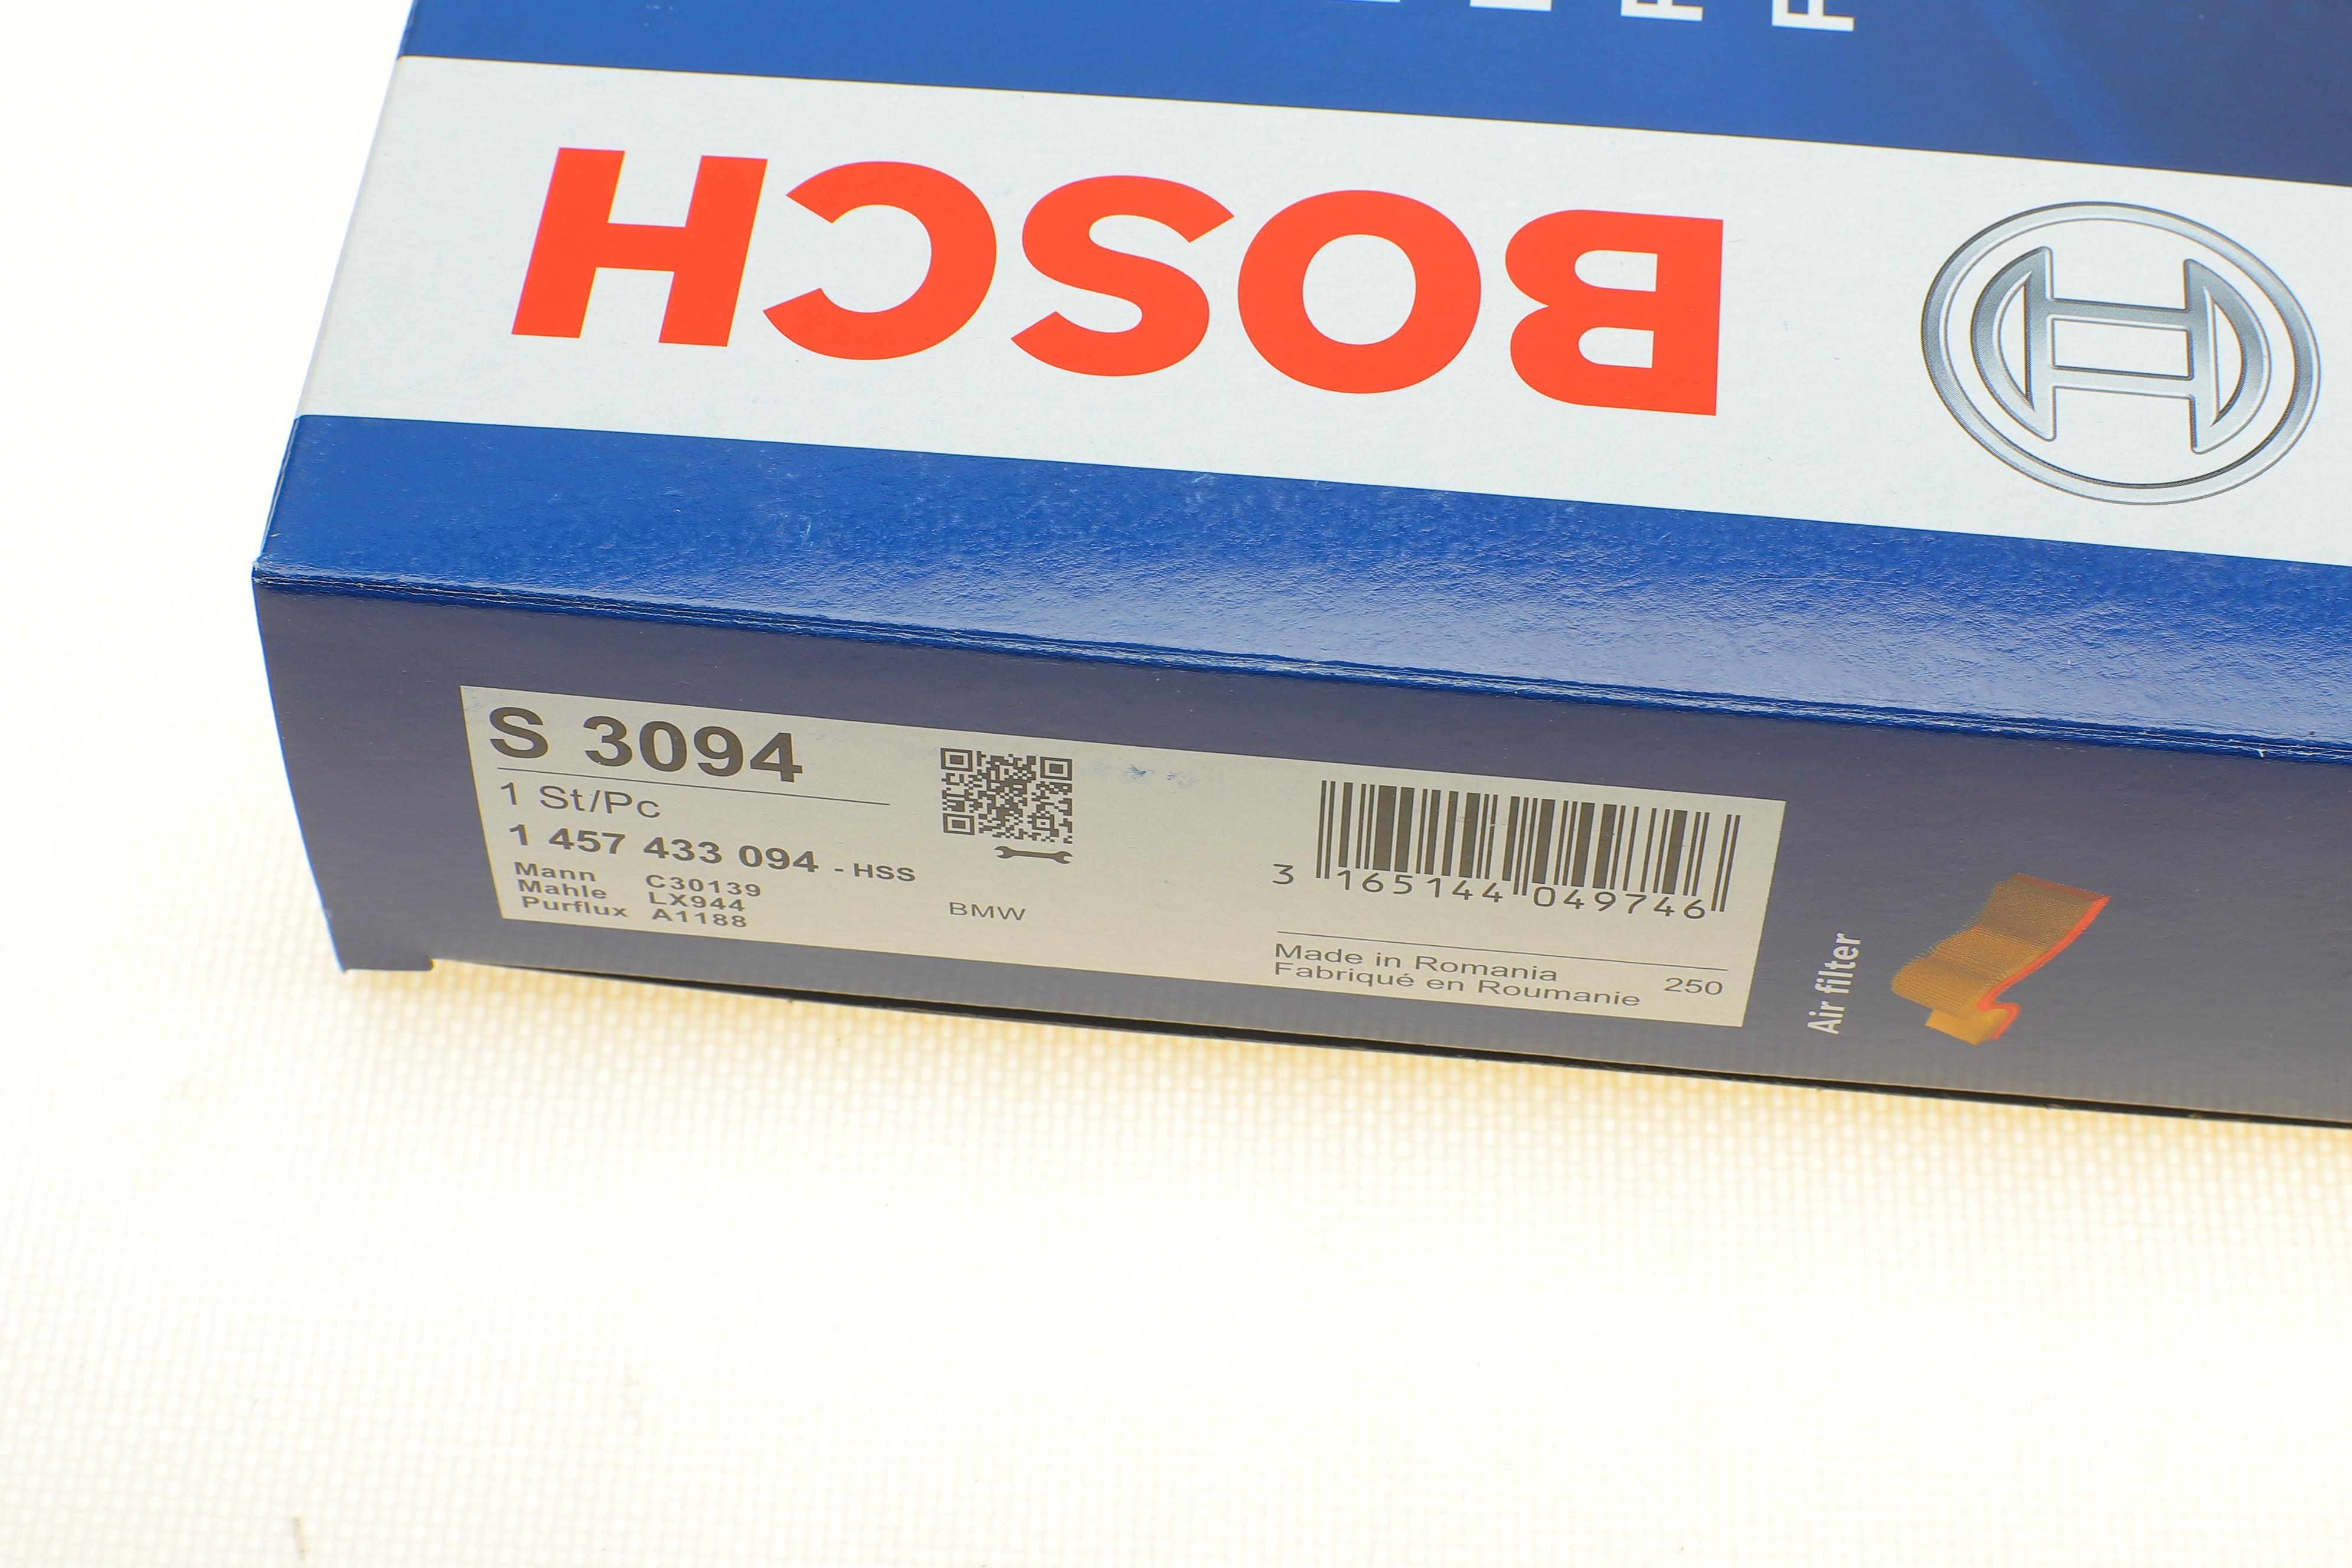 BOSCH
S 3094
1 St/Pc
1 457 433 094 - HSS
Mann C30139
Mahle LX944
Purflux A1188
BMW
3 165144 049746
Made in Romania
Fabriqué en Roumanie 250
Air filter